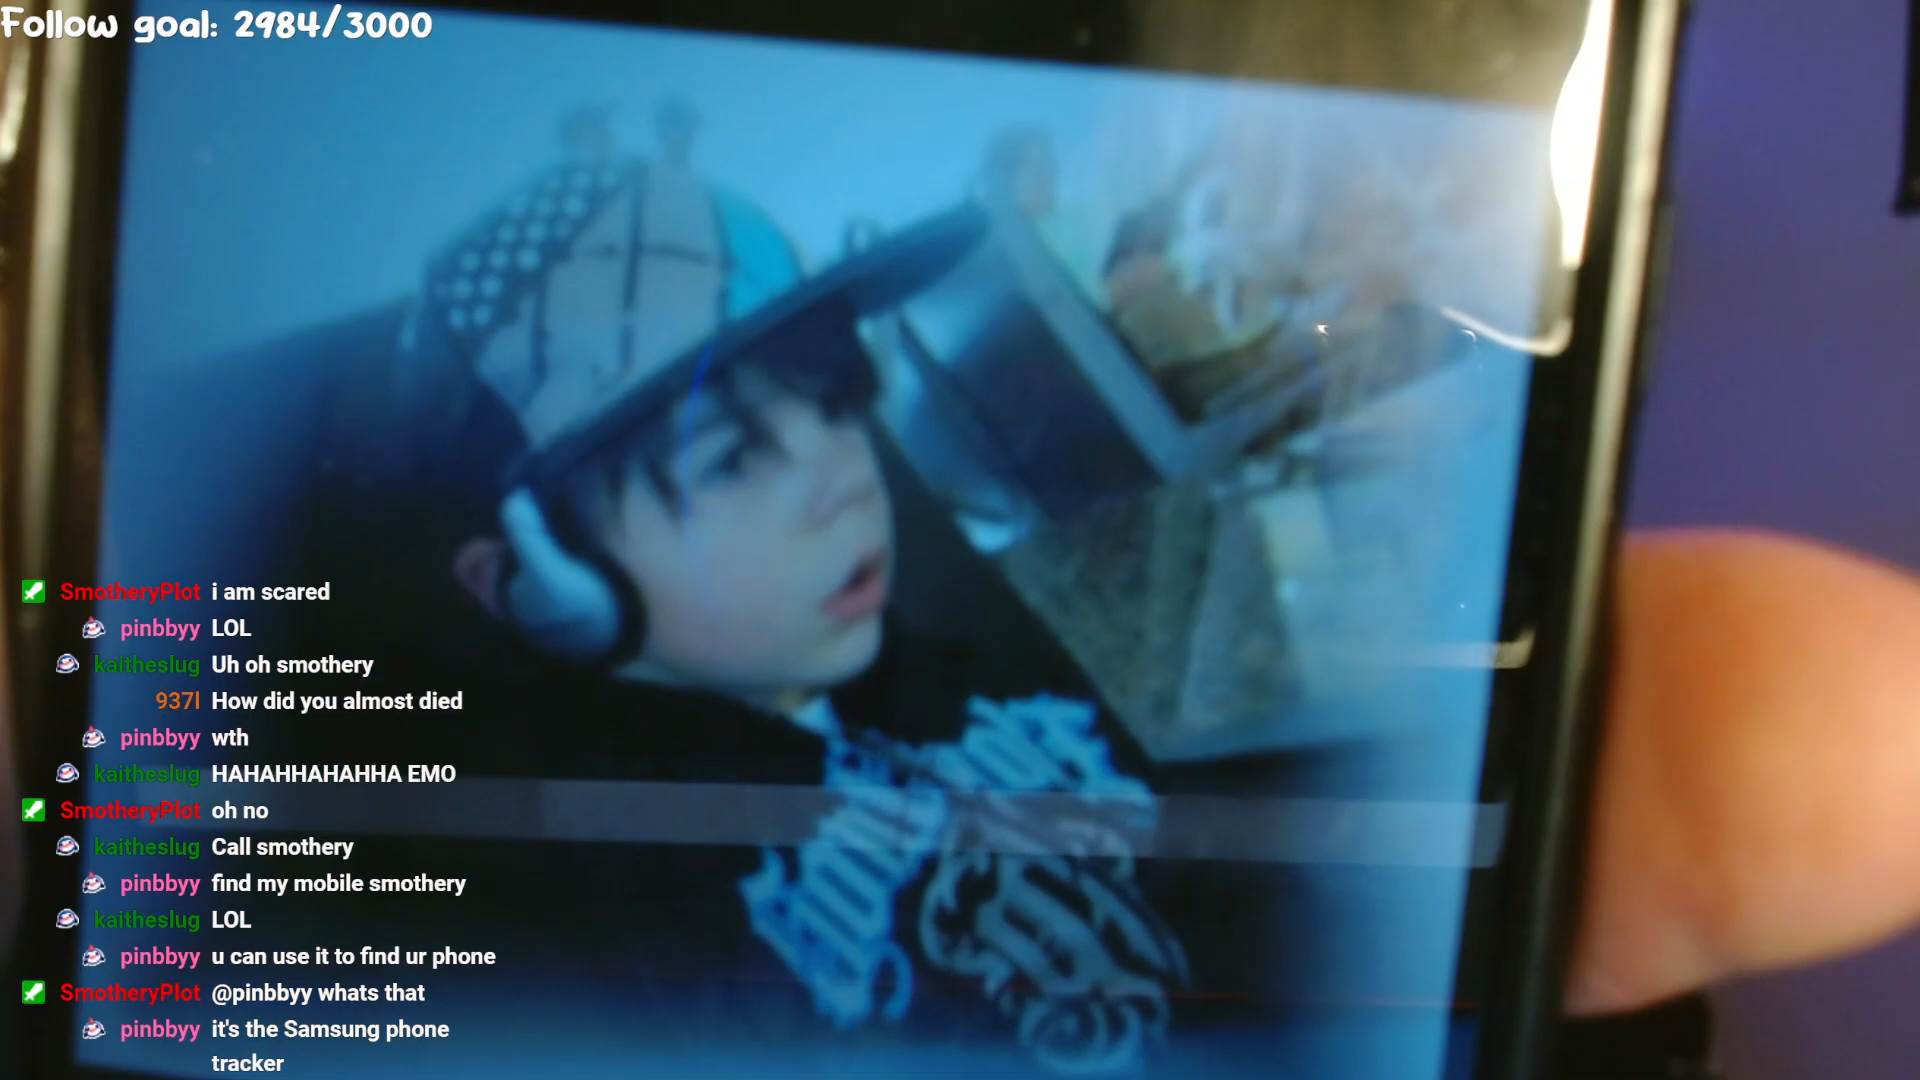 Follow goal: 2984/3000
SmotheryPlot i am scared
pinbbyy LOL
kaitheslug Uh oh smothery
937l How did you almost died
pinbbyy wth
kaitheslug HAHAHHAHAHHA EMO
SmotheryPlot oh no
kaitheslug Call smothery
pinbbyy find my mobile smothery
kaitheslug LOL
pinbbyy u can use it to find ur phone
SmotheryPlot @pinbbyy whats that
pinbbyy it's the Samsung phone
tracker